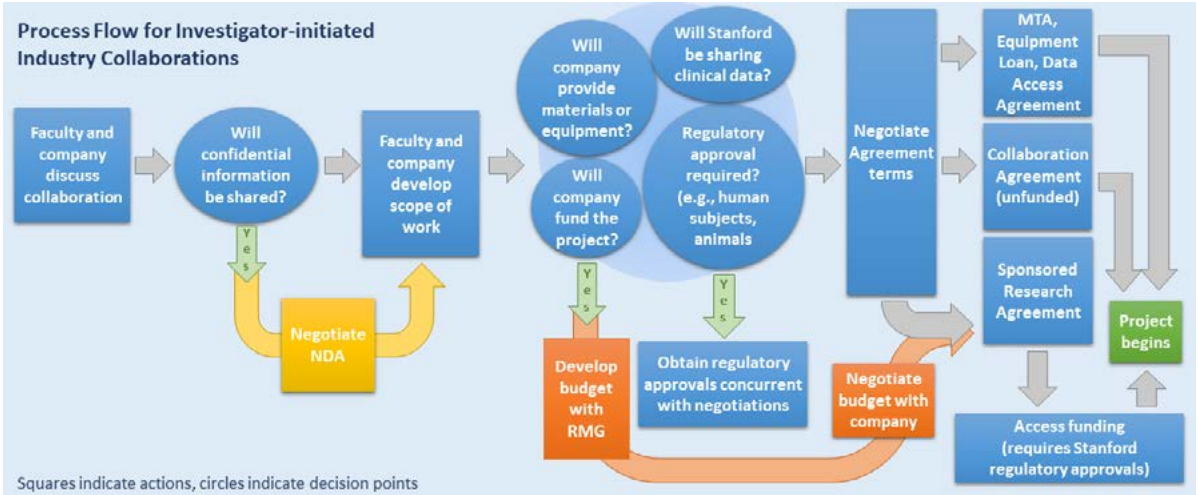 Process Flow for Investigator-initiated
Industry Collaborations
Faculty and
company
discuss
collaboration
Will
confidential
information
be shared?
Yes
Negotiate
NDA
Faculty and
company
develop
scope of
work
Will
company
provide
materials or
equipment?
Will Stanford
be sharing
clinical data?
Will
company
fund the
project?
Regulatory
approval
required?
(e.g., human
subjects,
animals
Yes
Yes
Develop
budget
with
RMG
Obtain regulatory
approvals concurrent
with negotiations
Negotiate
budget with
company
Negotiate
Agreement
terms
MTA,
Equipment
Loan, Data
Access
Agreement
Collaboration
Agreement
(unfunded)
Sponsored
Research
Agreement
Project
begins
Access funding
(requires Stanford
regulatory approvals)
Squares indicate actions, circles indicate decision points